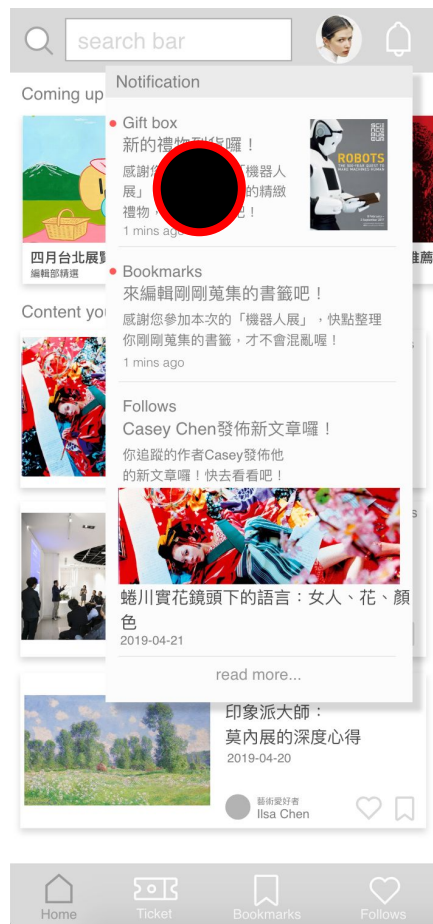 search bar
Coming up
Notification
Gift box
新的禮物到貨囉！
感謝 「機器人
展」 的精緻
禮物， ！
1 mins ago
ROBOTS
四月台北展覽
編輯部精選
推薦
Bookmarks
來編輯剛剛蒐集的書籤吧！
感謝您參加本次的「機器人展」，快點整理
你剛剛蒐集的書籤，才不會混亂喔！
1 mins ago
Content you
Follows
Casey Chen發佈新文章囉！
你追蹤的作者Casey發佈他
的新文章囉！快去看看吧！
蜷川實花鏡頭下的語言：女人、花、顏
色
2019-04-21
read more...
印象派大師：
莫內展的深度心得
2019-04-20
藝術愛好者
Ilsa Chen
Home
Ticket
Bookmarks
Follows